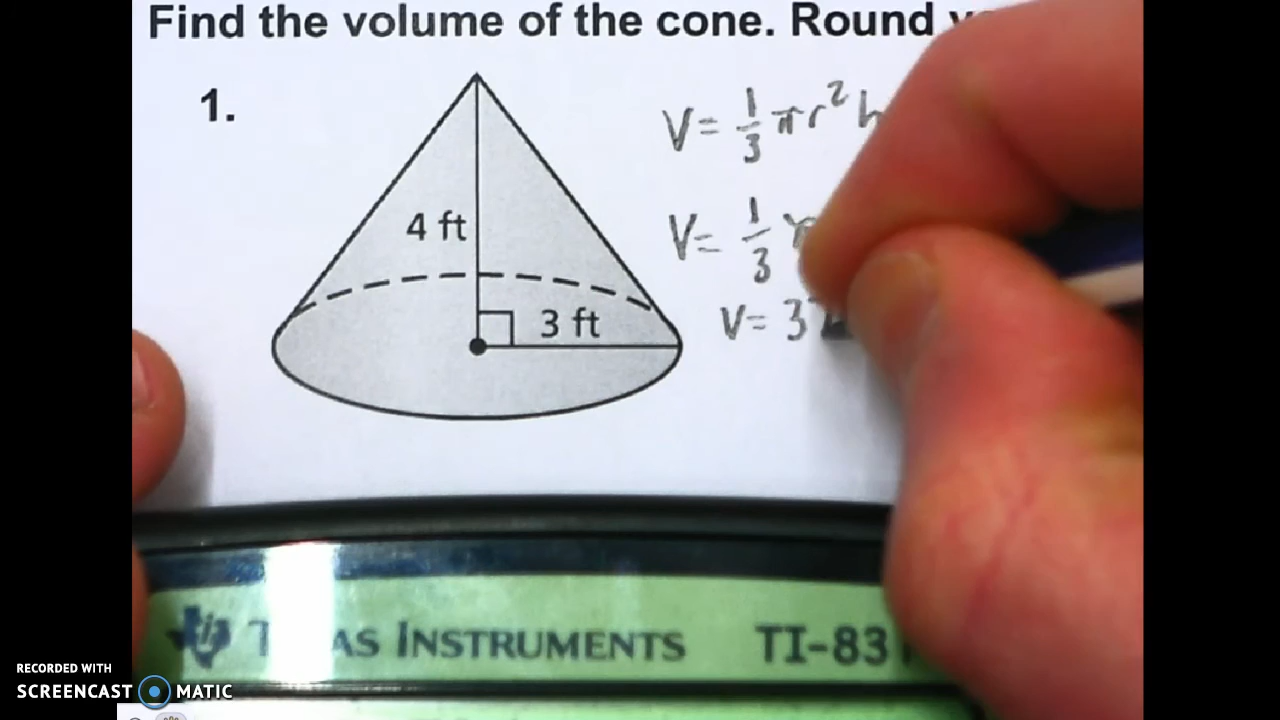 Find the volume of the cone. Round
1.
V = 1/3 πr² h
4 ft
V = 1/3
3 ft
V = 3
TEXAS INSTRUMENTS TI-83
RECORDED WITH
SCREENCAST MATIC